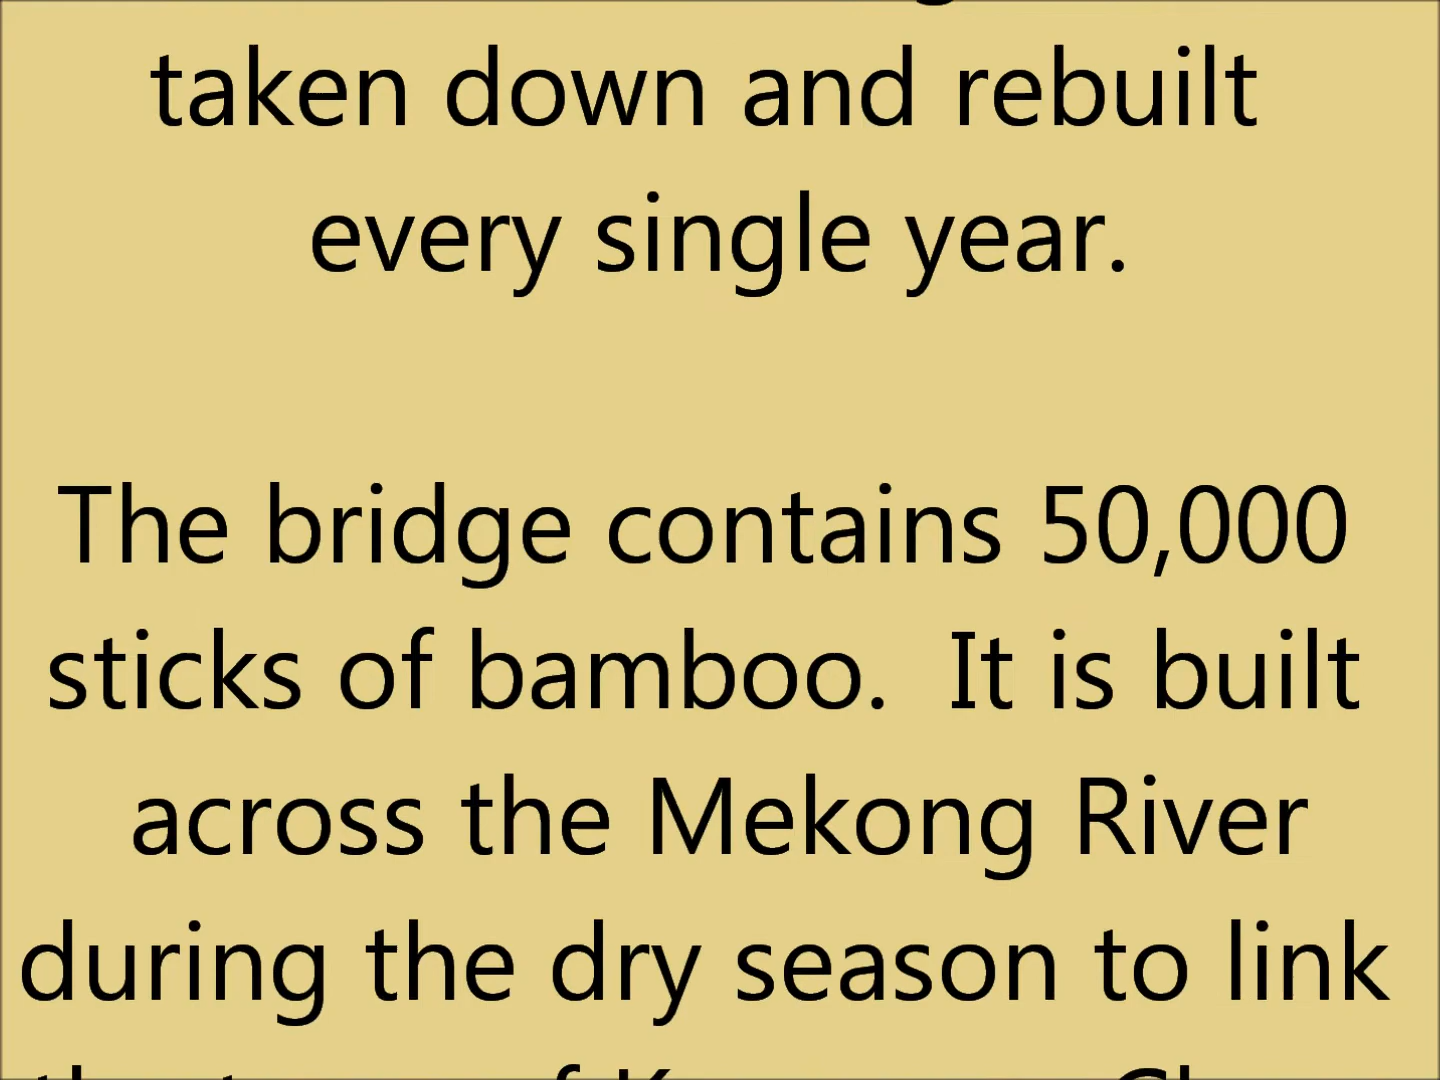 taken down and rebuilt
every single year.
The bridge contains 50,000
sticks of bamboo.  It is built
across the Mekong River
during the dry season to link